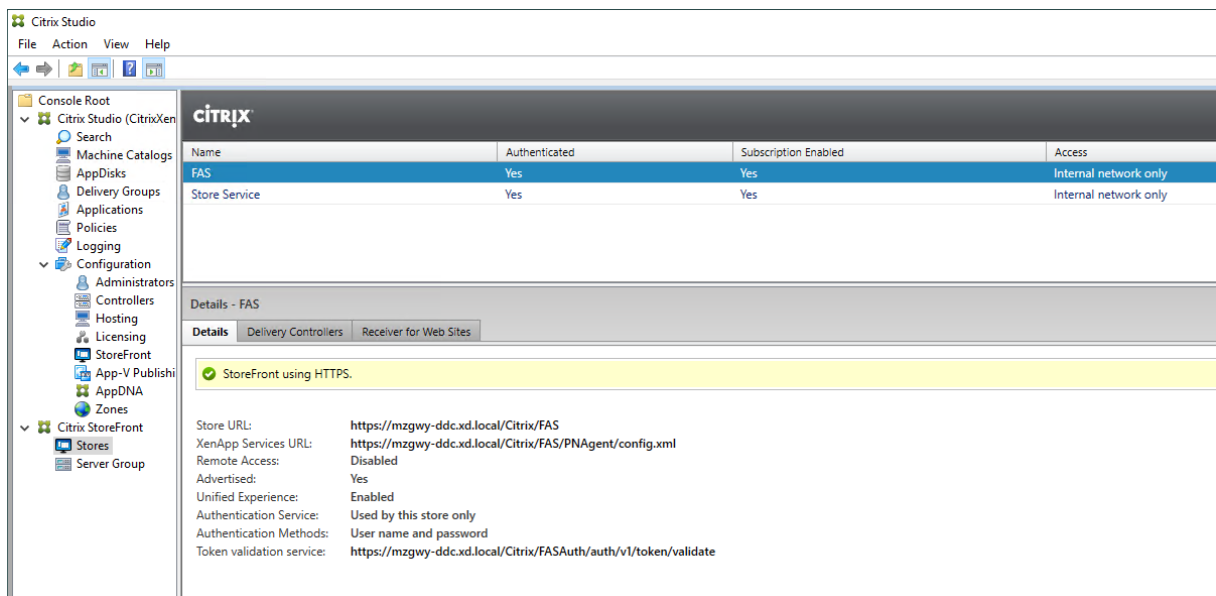 Citrix Studio
File Action View Help
Console Root
Citrix Studio (CitrixXen
Search
Machine Catalogs
AppDisks
Delivery Groups
Applications
Policies
Logging
Configuration
Administrators
Controllers
Hosting
Licensing
StoreFront
App-V Publishi
AppDNA
Zones
Citrix StoreFront
Stores
Server Group
CİTRIX
Name Authenticated Subscription Enabled Access
FAS Yes Yes Internal network only
Store Service Yes Yes Internal network only
Details - FAS
Details Delivery Controllers Receiver for Web Sites
StoreFront using HTTPS.
Store URL: https://mzgwy-ddc.xd.local/Citrix/FAS
XenApp Services URL: https://mzgwy-ddc.xd.local/Citrix/FAS/PNAgent/config.xml
Remote Access: Disabled
Advertised: Yes
Unified Experience: Enabled
Authentication Service: Used by this store only
Authentication Methods: User name and password
Token validation service: https://mzgwy-ddc.xd.local/Citrix/FASAuth/auth/v1/token/validate